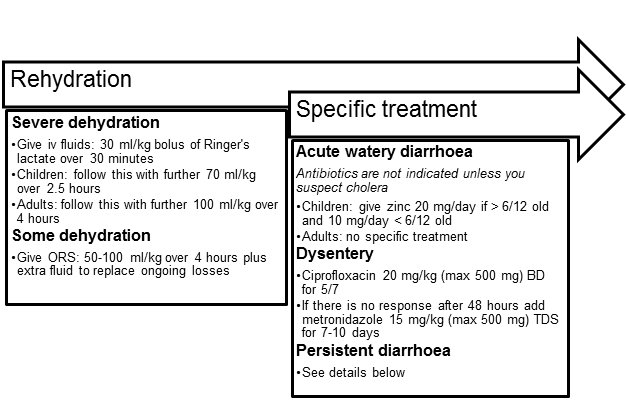 Rehydration
Severe dehydration
•Give iv fluids: 30 ml/kg bolus of Ringer's
lactate over 30 minutes
•Children: follow this with further 70 ml/kg
over 2.5 hours
•Adults: follow this with further 100 ml/kg over
4 hours
Some dehydration
•Give ORS: 50-100 ml/kg over 4 hours plus
extra fluid to replace ongoing losses
Specific treatment
Acute watery diarrhoea
Antibiotics are not indicated unless you
suspect cholera
•Children: give zinc 20 mg/day if > 6/12 old
and 10 mg/day < 6/12 old
•Adults: no specific treatment
Dysentery
•Ciprofloxacin 20 mg/kg (max 500 mg) BD
for 5/7
•If there is no response after 48 hours add
metronidazole 15 mg/kg (max 500 mg) TDS
for 7-10 days
Persistent diarrhoea
•See details below